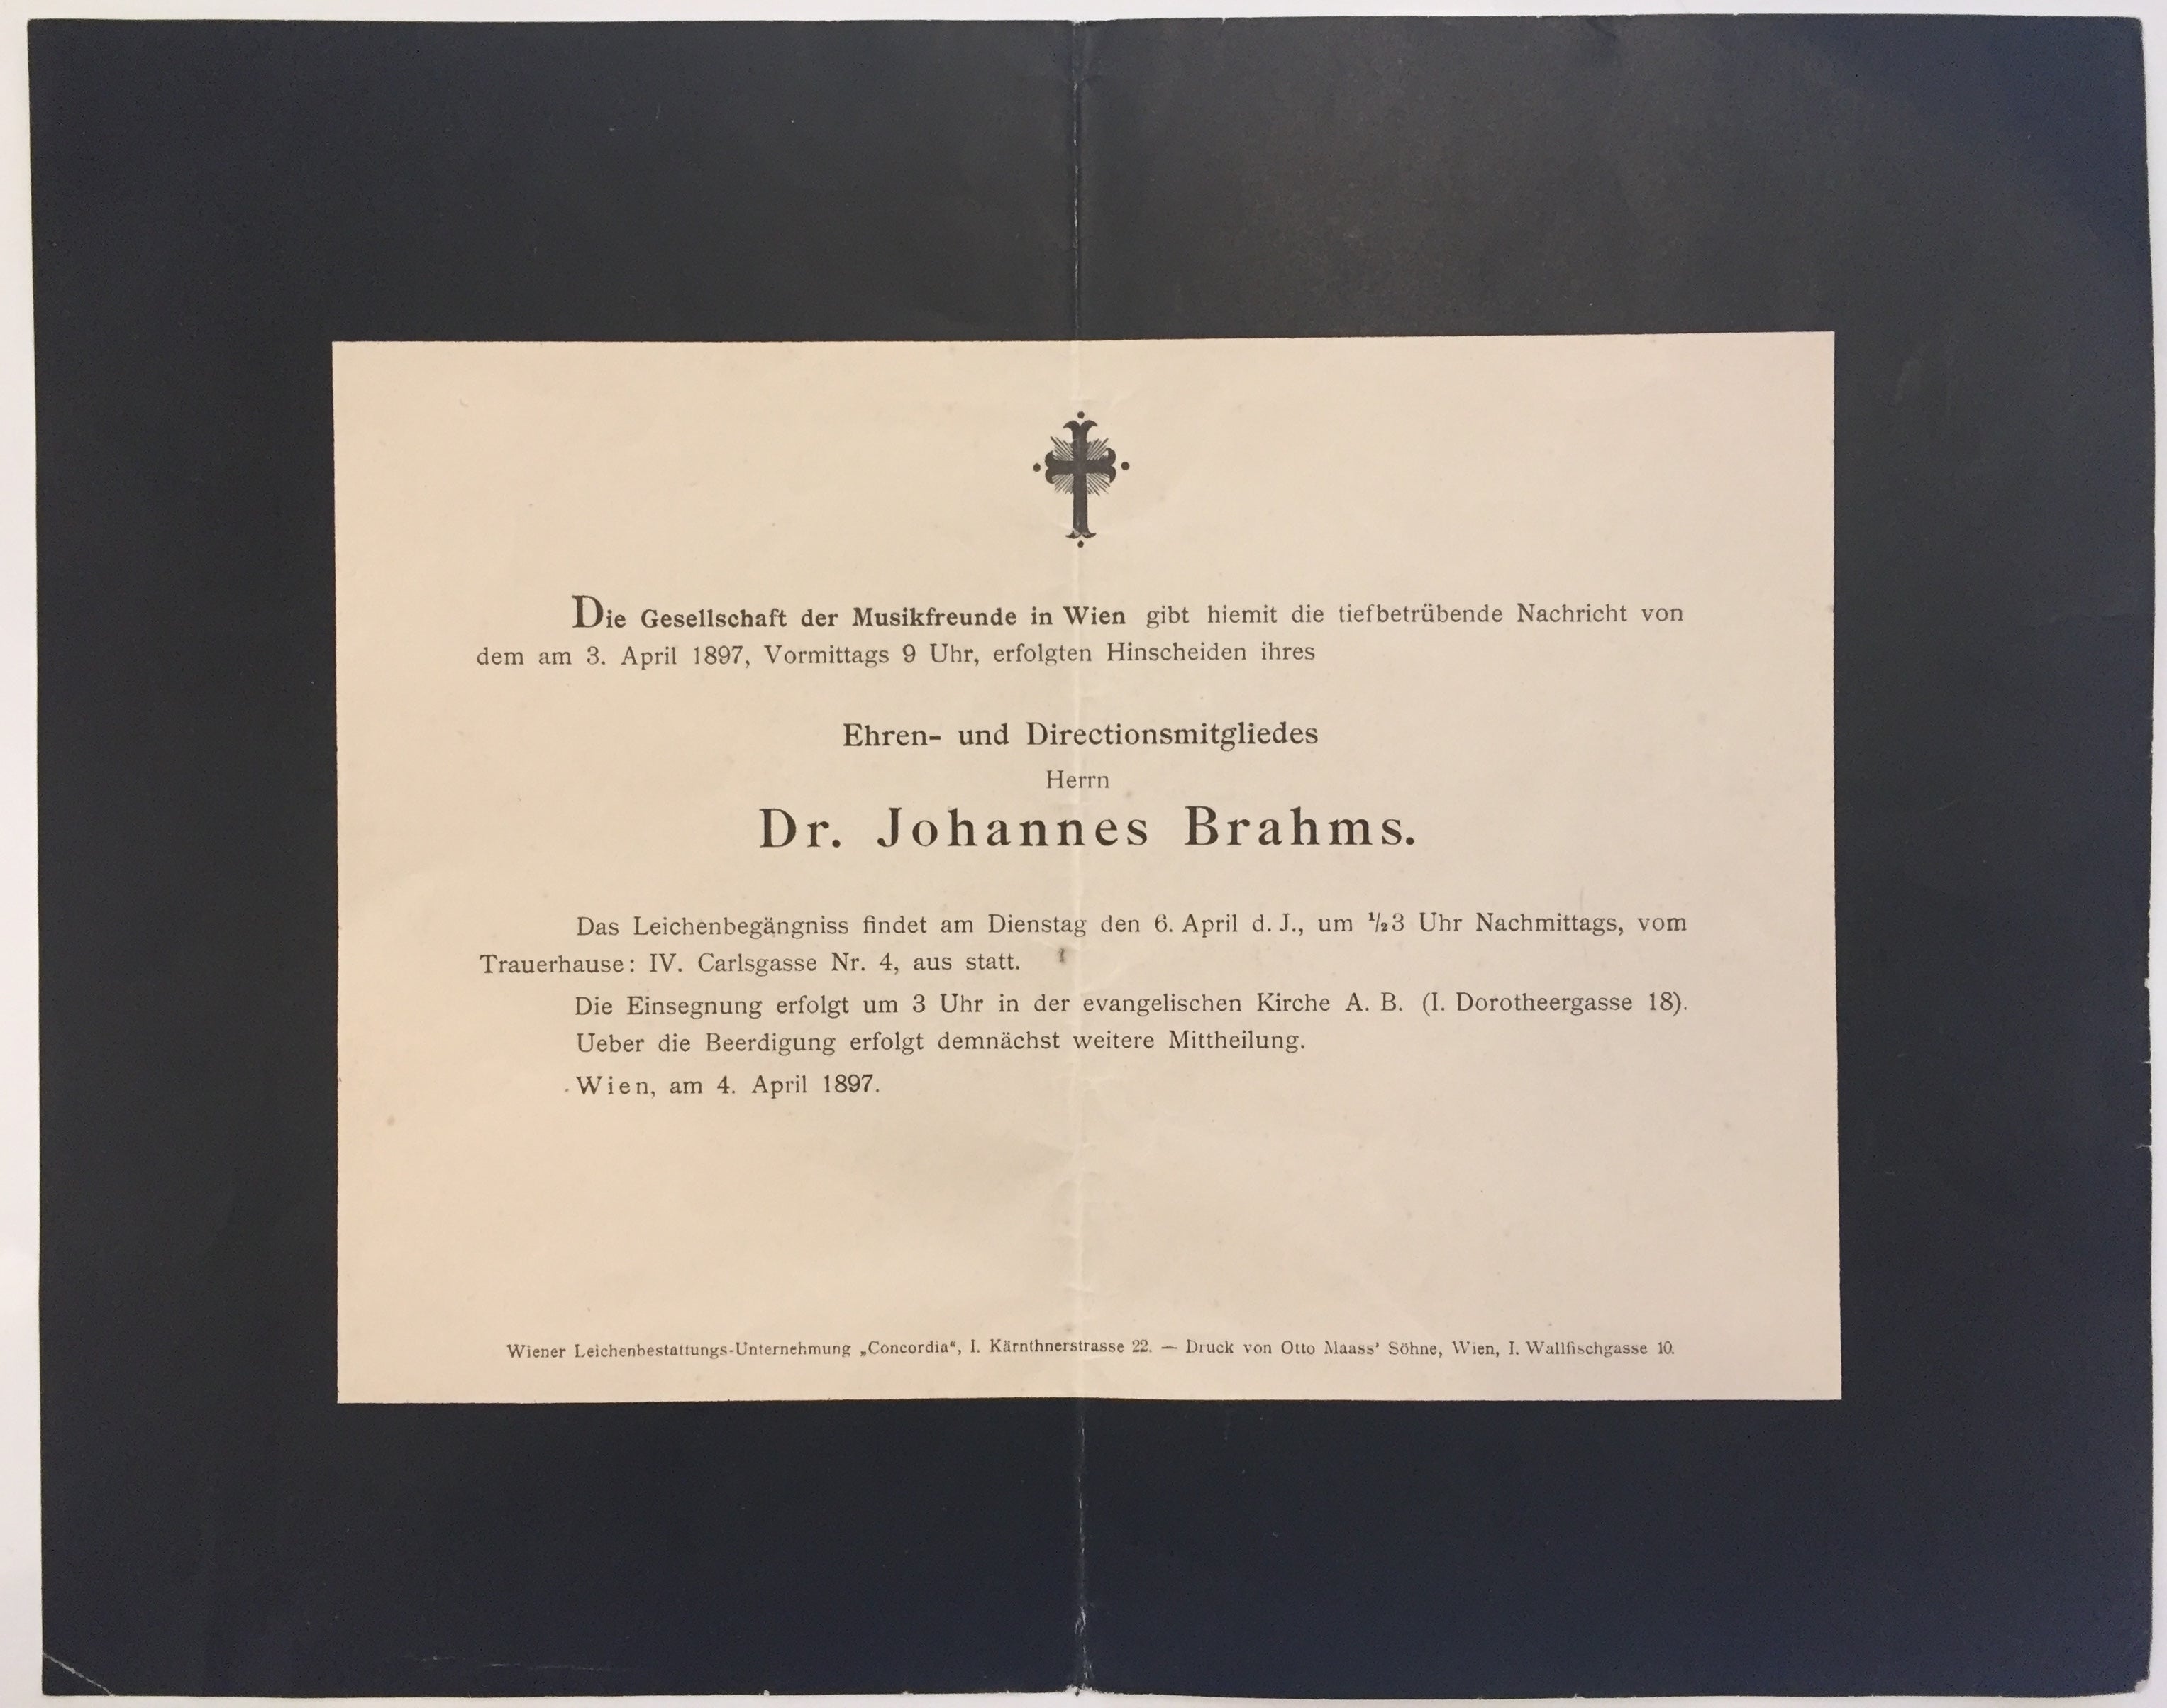 Die Gesellschaft der Musikfreunde in Wien gibt hiemit die tiefbetrübende Nachricht von
dem am 3. April 1897, Vormittags 9 Uhr, erfolgten Hinscheiden ihres
Ehren- und Directionsmitgliedes
Herrn
Dr. Johannes Brahms.
Das Leichenbegängniss findet am Dienstag den 6. April d. J., um ½3 Uhr Nachmittags, vom
Trauerhause: IV. Carlsgasse Nr. 4, aus statt.
Die Einsegnung erfolgt um 3 Uhr in der evangelischen Kirche A. B. (I. Dorotheergasse 18).
Ueber die Beerdigung erfolgt demnächst weitere Mittheilung.
Wien, am 4. April 1897.
Wiener Leichenbestattungs-Unternehmung „Concordia“, I. Kärnthnerstrasse 22. — Druck von Otto Maass’ Söhne, Wien, I. Wallfischgasse 10.